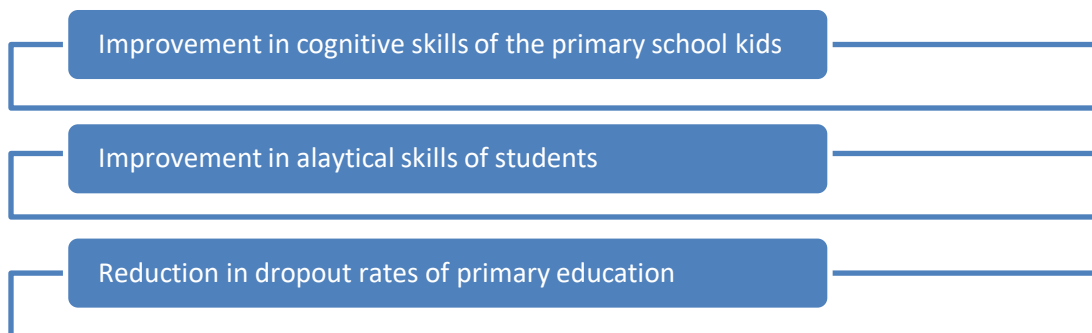 Improvement in cognitive skills of the primary school kids
Improvement in alaytical skills of students
Reduction in dropout rates of primary education